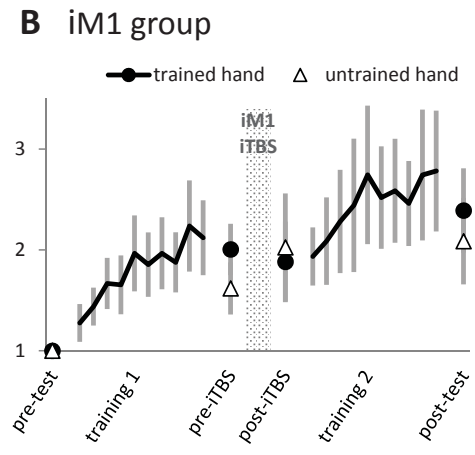 B iM1 group
trained hand untrained hand
iM1
iTBS
3
2
1
pre-test
training 1
pre-iTBS
post-iTBS
training 2
post-test